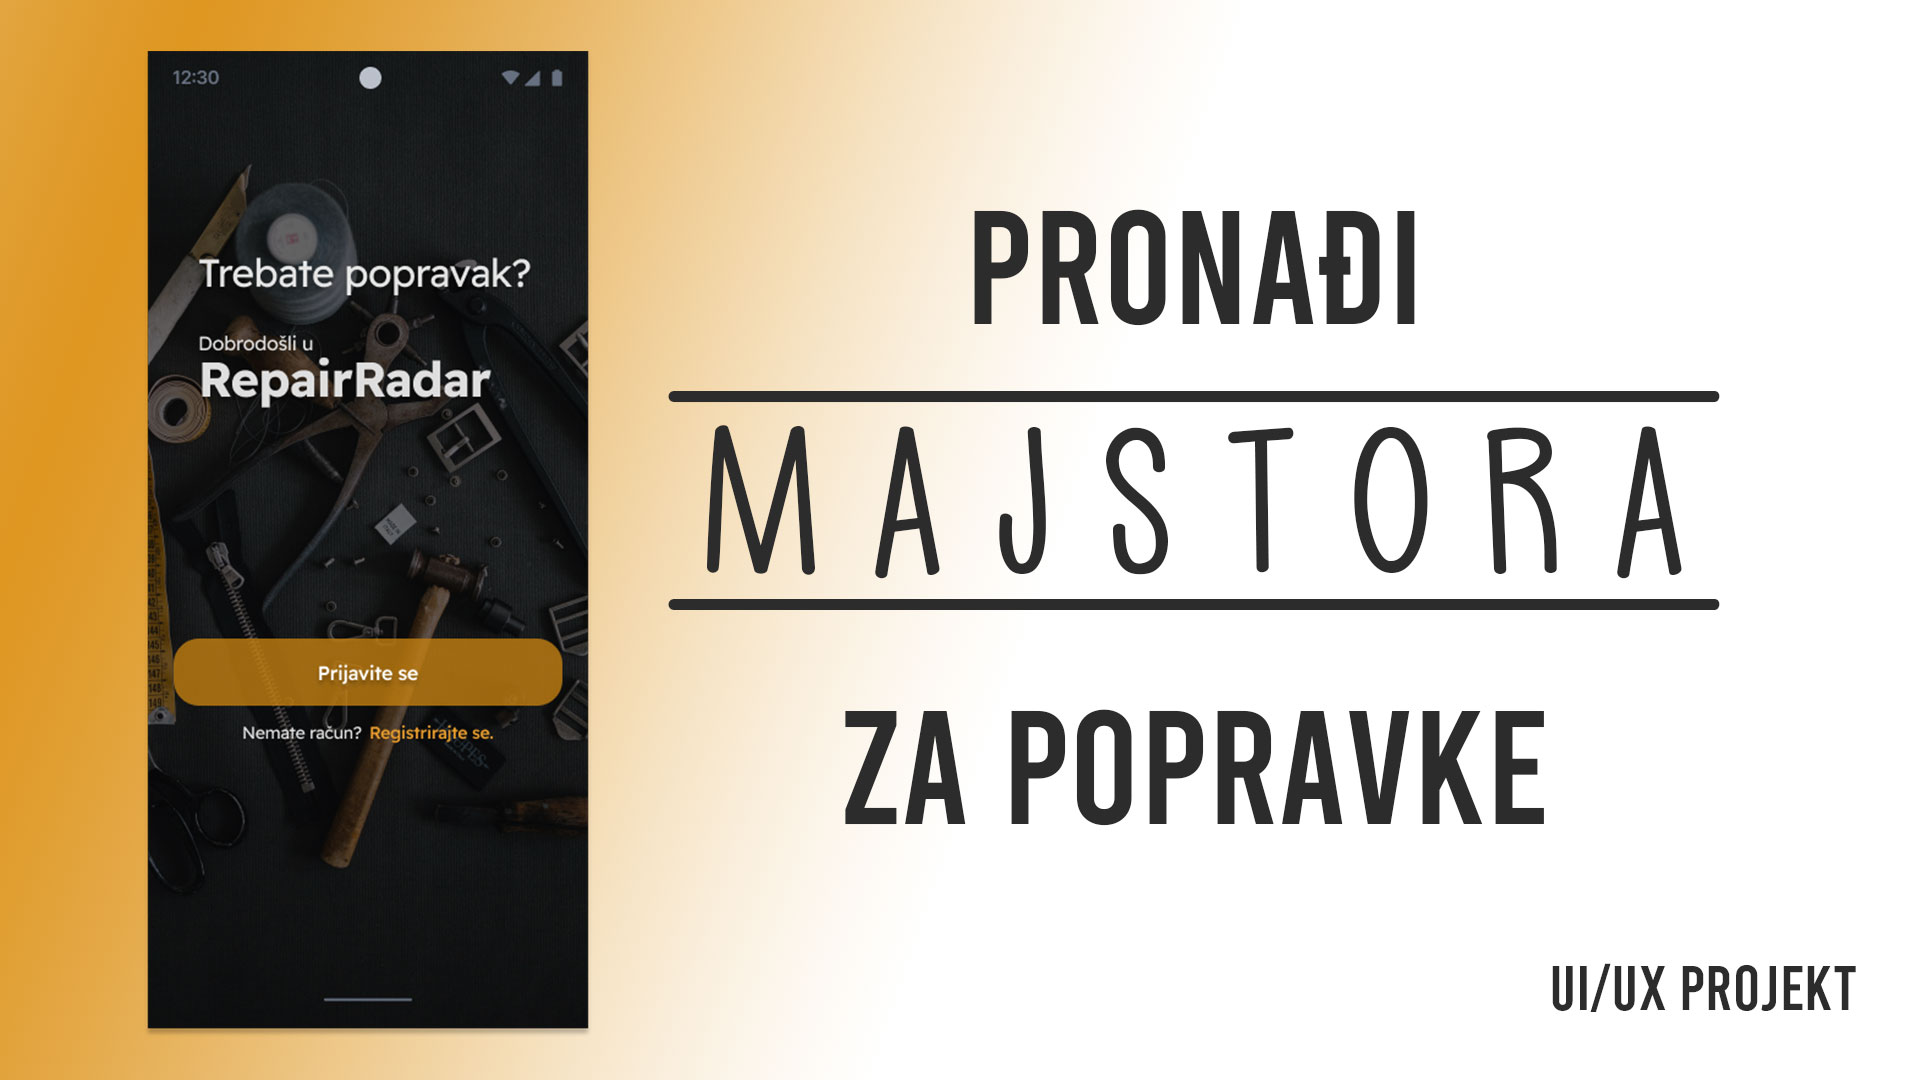 12:30
Trebate popravak?
Dobrodošli u
RepairRadar
Prijavite se
Nemate račun? Registrirajte se.
PRONAĐI
MAJSTORA
ZA POPRAVKE
UI/UX PROJEKT